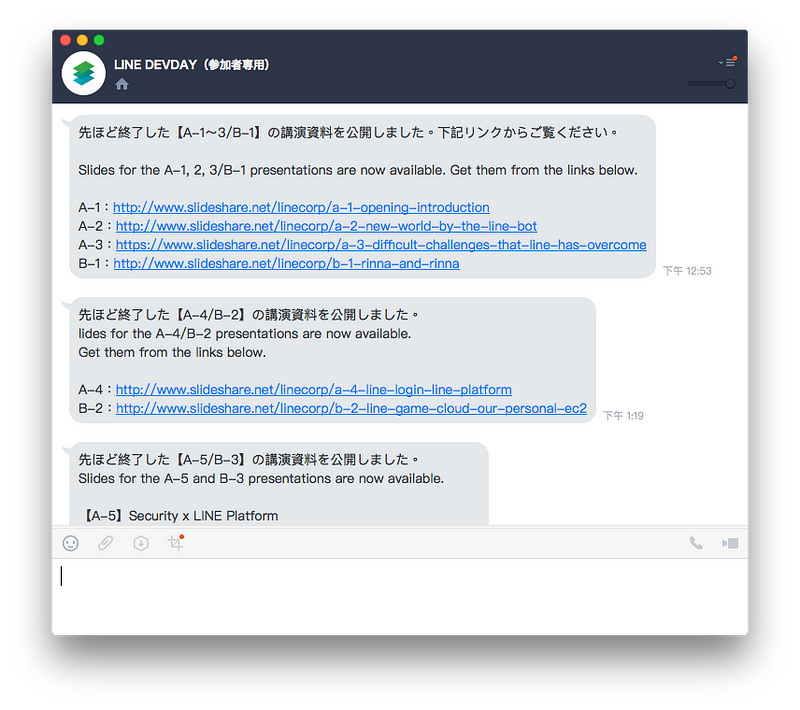 LINE DEVDAY（参加者専用）
先ほど終了した【A-1～3/B-1】の講演資料を公開しました。下記リンクからご覧ください。
Slides for the A-1, 2, 3/B-1 presentations are now available. Get them from the links below.
A-1：http://www.slideshare.net/linecorp/a-1-opening-introduction
A-2：http://www.slideshare.net/linecorp/a-2-new-world-by-the-line-bot
A-3：https://www.slideshare.net/linecorp/a-3-difficult-challenges-that-line-has-overcome
B-1：http://www.slideshare.net/linecorp/b-1-rinna-and-rinna
下午 12:53
先ほど終了した【A-4/B-2】の講演資料を公開しました。
lides for the A-4/B-2 presentations are now available.
Get them from the links below.
A-4：http://www.slideshare.net/linecorp/a-4-line-login-line-platform
B-2：http://www.slideshare.net/linecorp/b-2-line-game-cloud-our-personal-ec2
下午 1:19
先ほど終了した【A-5/B-3】の講演資料を公開しました。
Slides for the A-5 and B-3 presentations are now available.
【A-5】Security x LINE Platform